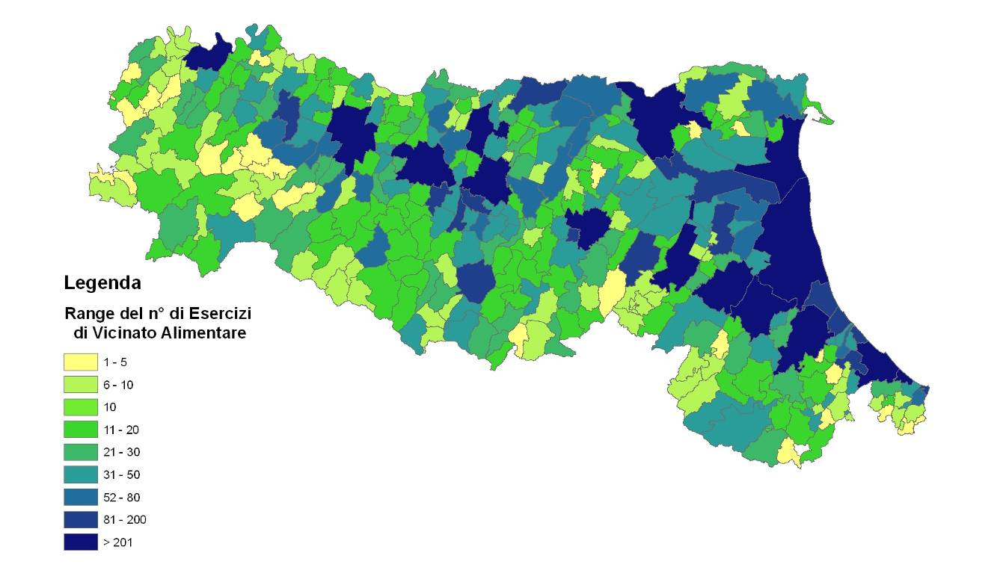 Legenda
Range del n° di Esercizi
di Vicinato Alimentare
1 - 5
6 - 10
10
11 - 20
21 - 30
31 - 50
52 - 80
81 - 200
> 201